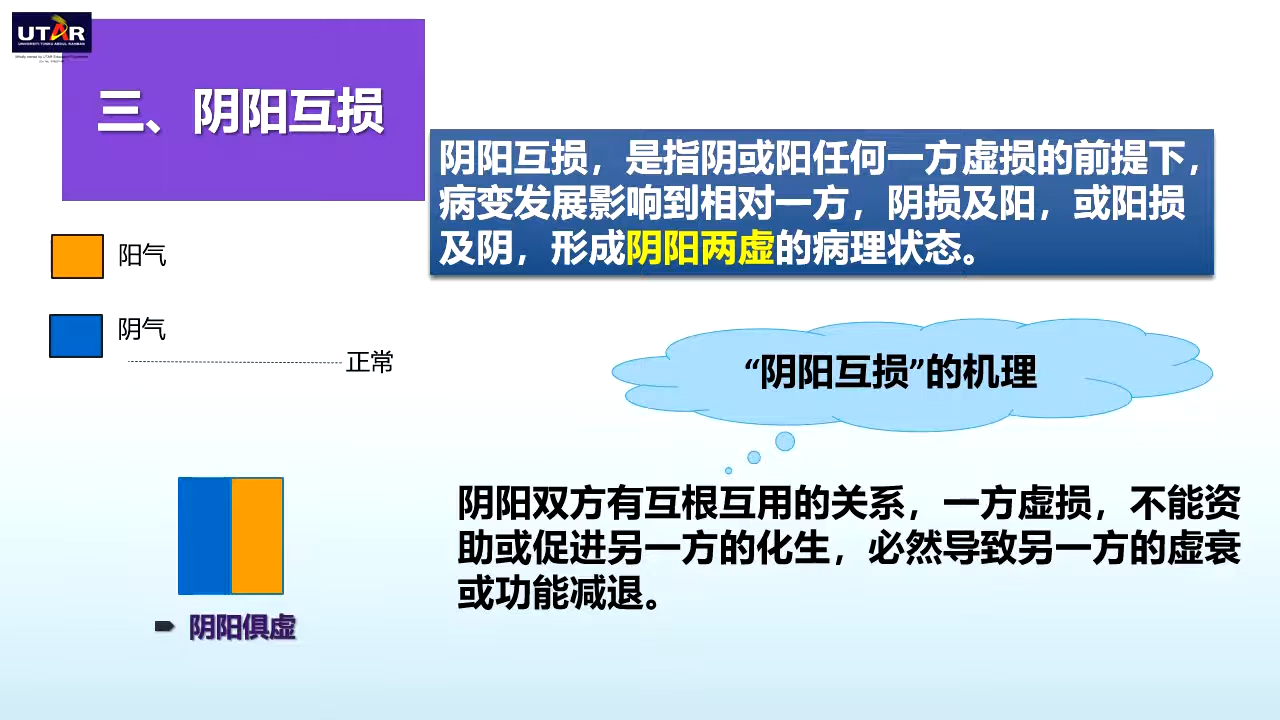 UTAR
UNIVERSITI TUNKU ABDUL RAHMAN
三、阴阳互损
阴阳互损，是指阴或阳任何一方虚损的前提下，
病变发展影响到相对一方，阴损及阳，或阳损
及阴，形成阴阳两虚的病理状态。
阳气
阴气
正常
“阴阳互损”的机理
阴阳双方有互根互用的关系，一方虚损，不能资
助或促进另一方的化生，必然导致另一方的虚衰
或功能减退。
阴阳俱虚